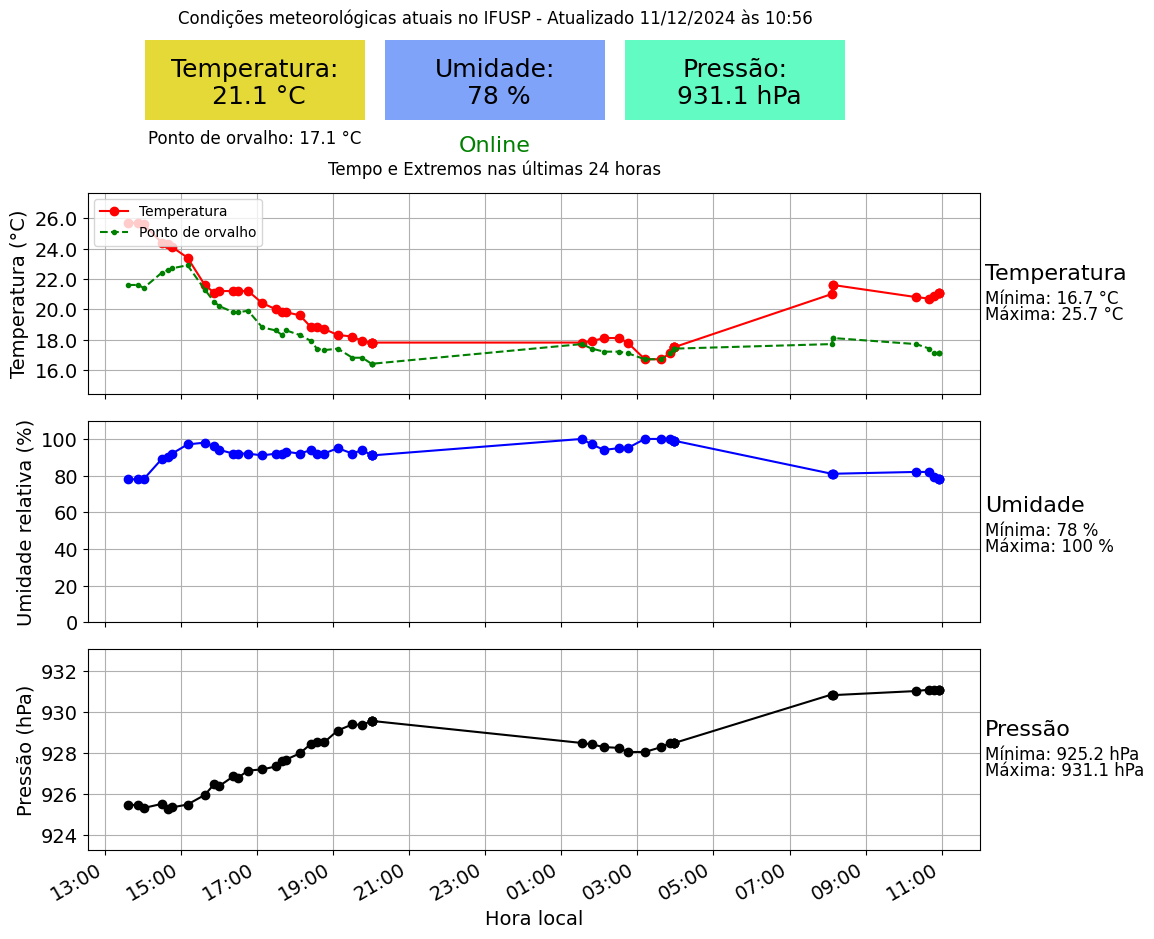 Condições meteorológicas atuais no IFUSP - Atualizado 11/12/2024 às 10:56
Temperatura:
21.1 °C
Umidade:
78 %
Pressão:
931.1 hPa
Ponto de orvalho: 17.1 °C
Online
Tempo e Extremos nas últimas 24 horas
Temperatura (°C)
26.0
24.0
22.0
20.0
18.0
16.0
Temperatura
Ponto de orvalho
Temperatura
Mínima: 16.7 °C
Máxima: 25.7 °C
Umidade relativa (%)
100
80
60
40
20
0
Umidade
Mínima: 78 %
Máxima: 100 %
Pressão (hPa)
932
930
928
926
924
Pressão
Mínima: 925.2 hPa
Máxima: 931.1 hPa
13:00
15:00
17:00
19:00
21:00
23:00
01:00
03:00
05:00
07:00
09:00
11:00
Hora local